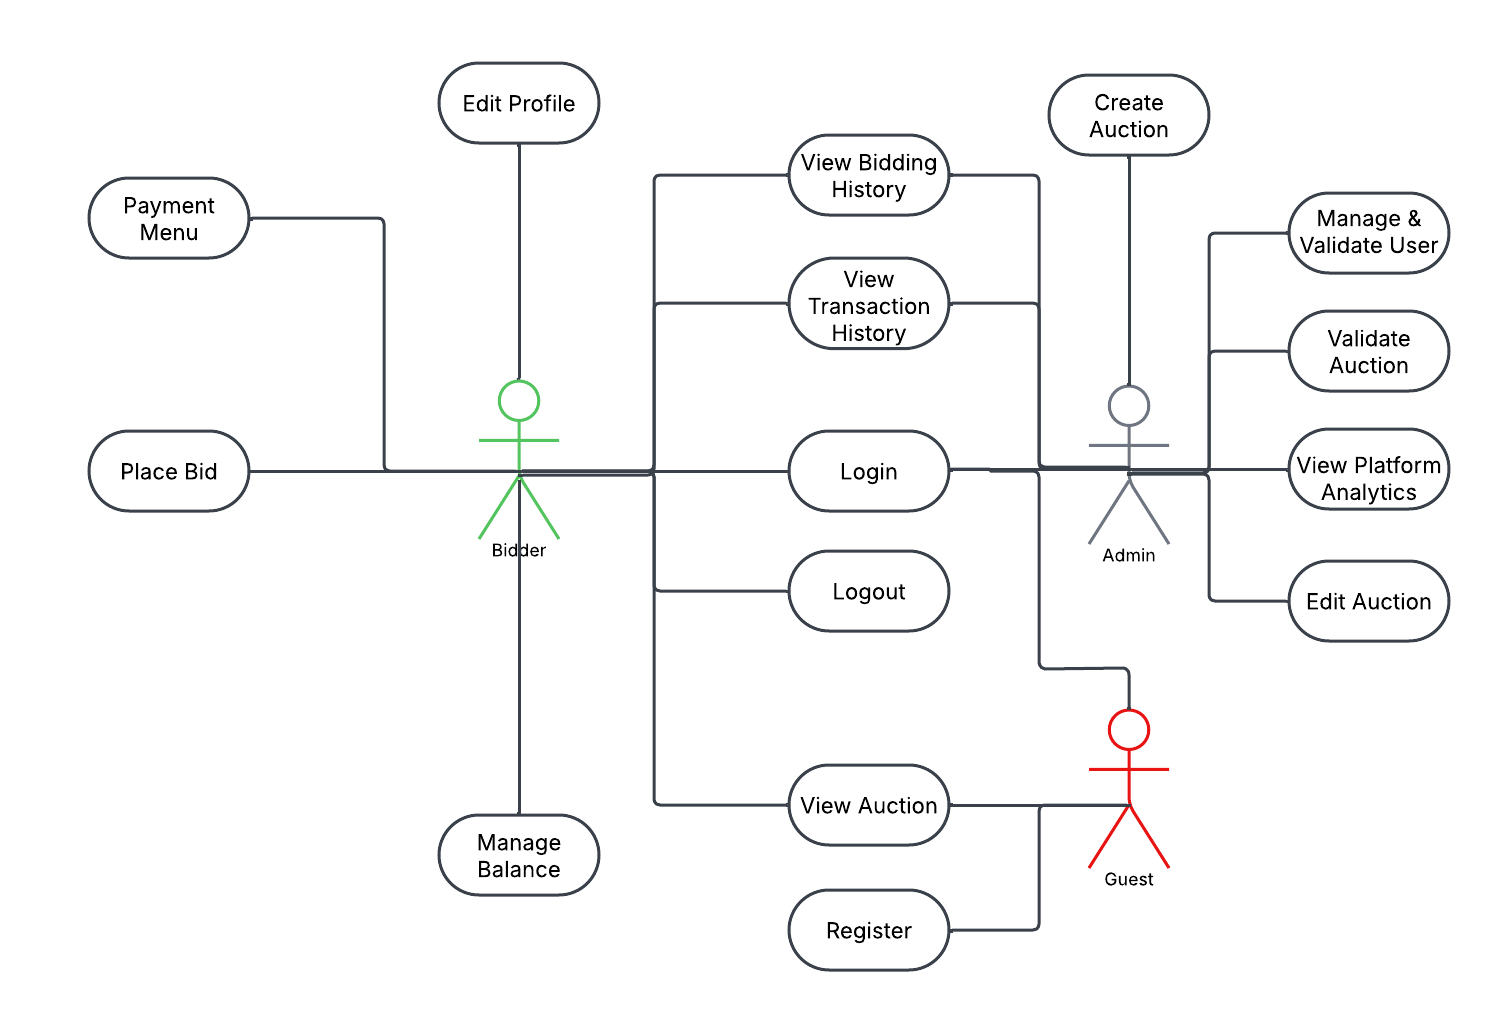 Edit Profile
Create
Auction
View Bidding
History
Payment
Menu
Manage &
Validate User
View
Transaction
History
Validate
Auction
Place Bid
Login
View Platform
Analytics
Bidder
Admin
Logout
Edit Auction
View Auction
Manage
Balance
Guest
Register